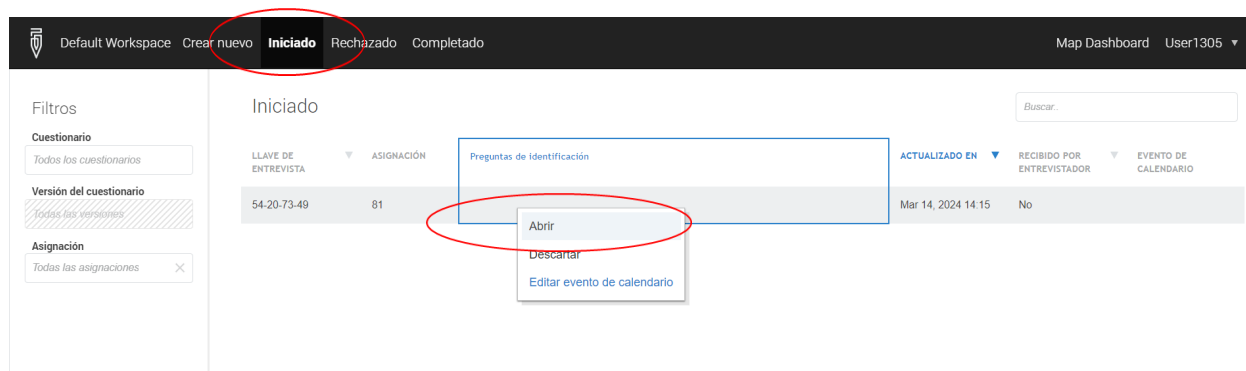 Default Workspace Crear nuevo Iniciado Rechazado Completado Map Dashboard User1305
Filtros
Cuestionario
Todos los cuestionarios
Versión del cuestionario
Todas las versiones
Asignación
Todas las asignaciones
Iniciado
Buscar..
LLAVE DE ENTREVISTA
ASIGNACIÓN
Preguntas de identificación
ACTUALIZADO EN
RECIBIDO POR ENTREVISTADOR
EVENTO DE CALENDARIO
54-20-73-49 81 Mar 14, 2024 14:15 No
Abrir
Descartar
Editar evento de calendario